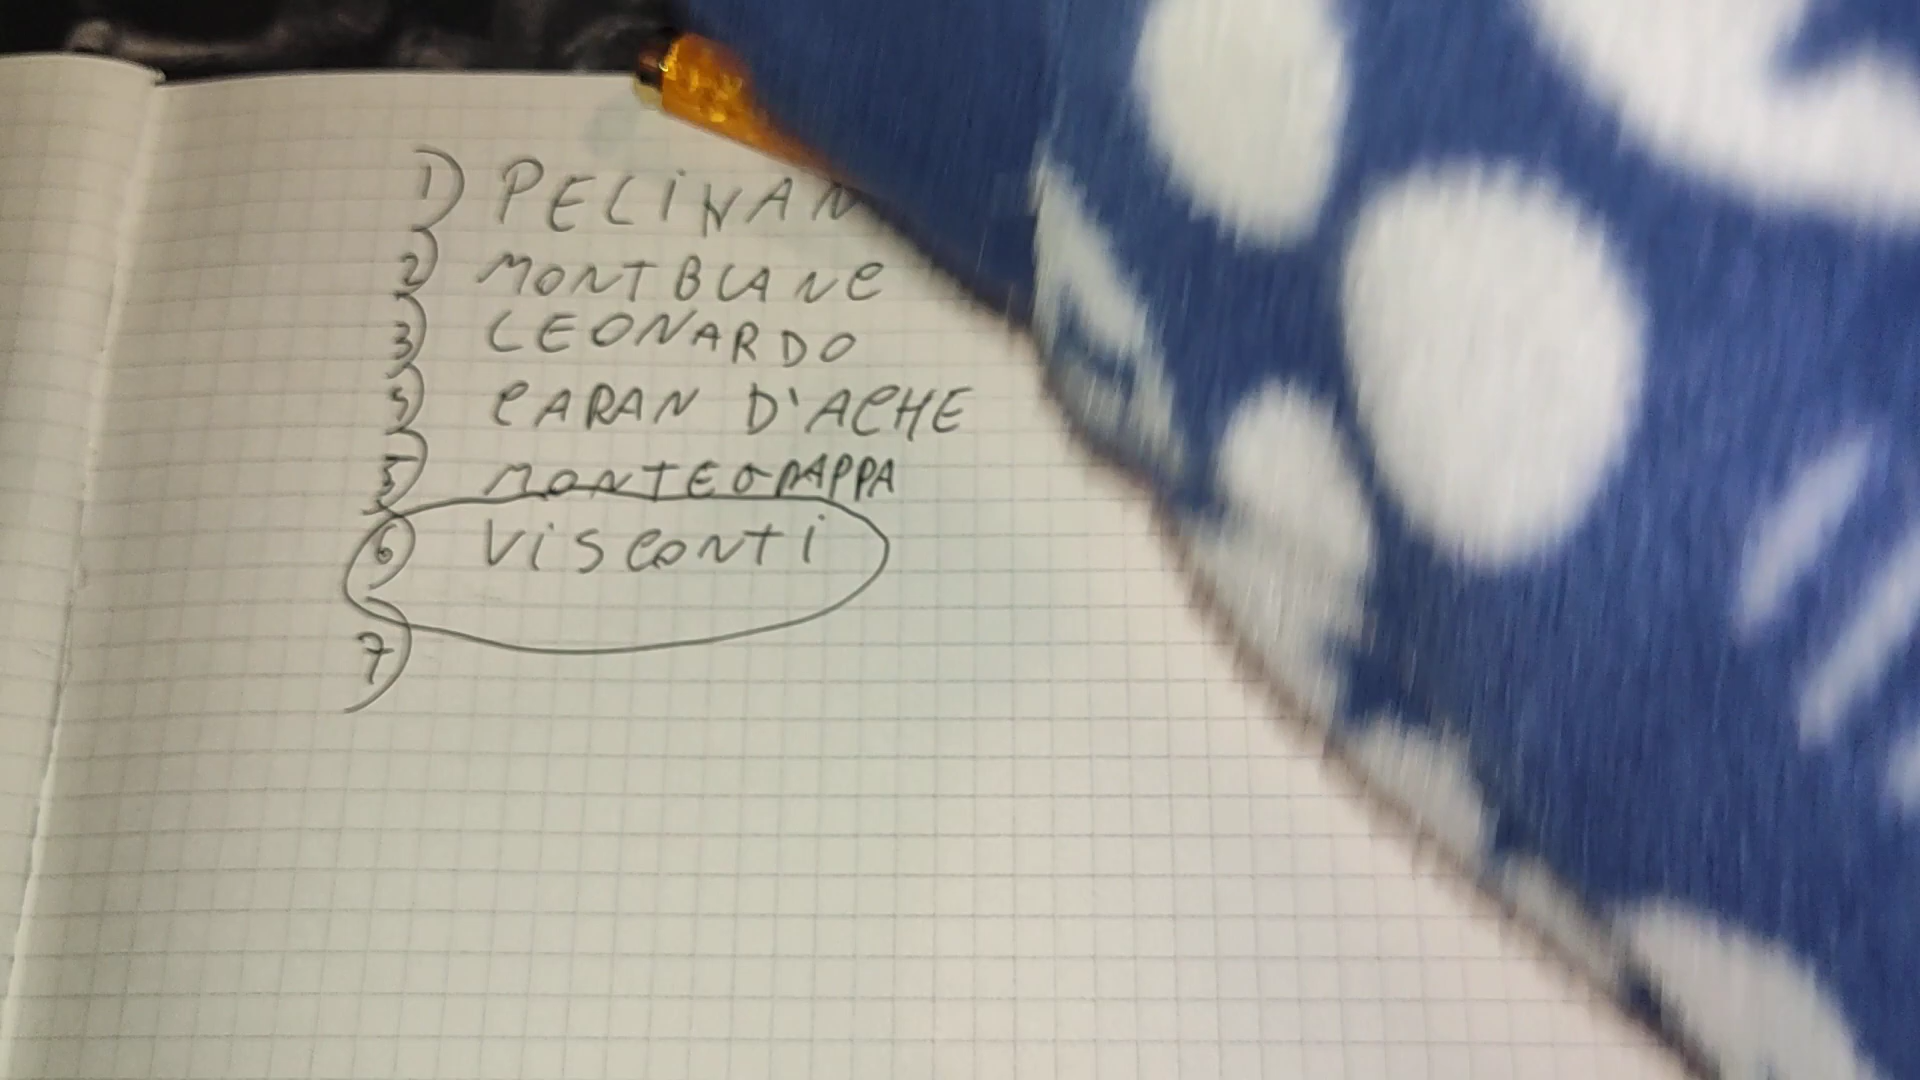 1) PELIKAN
2) MONTBLANC
3) LEONARDO
4) CARAN D'ACHE
5) MONTEGRAPPA
6) VISCONTI
7)